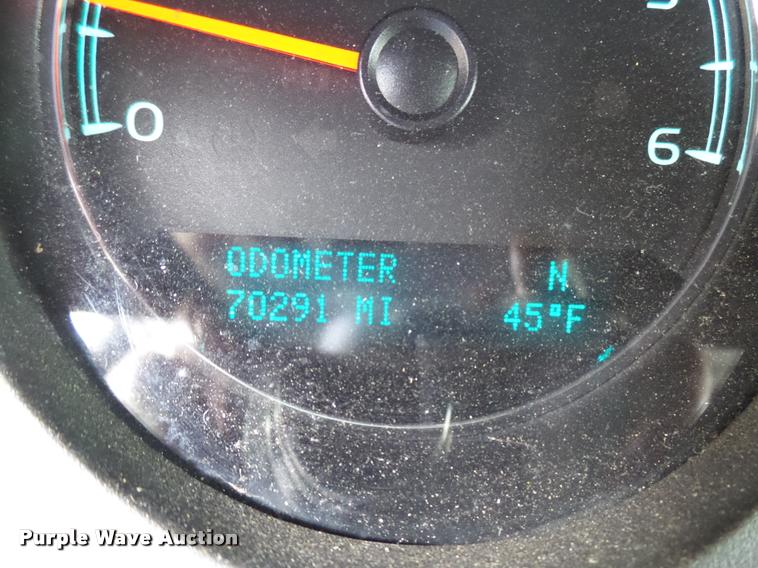 0
6
ODOMETER N
70291 MI 45°F
Purple Wave Auction